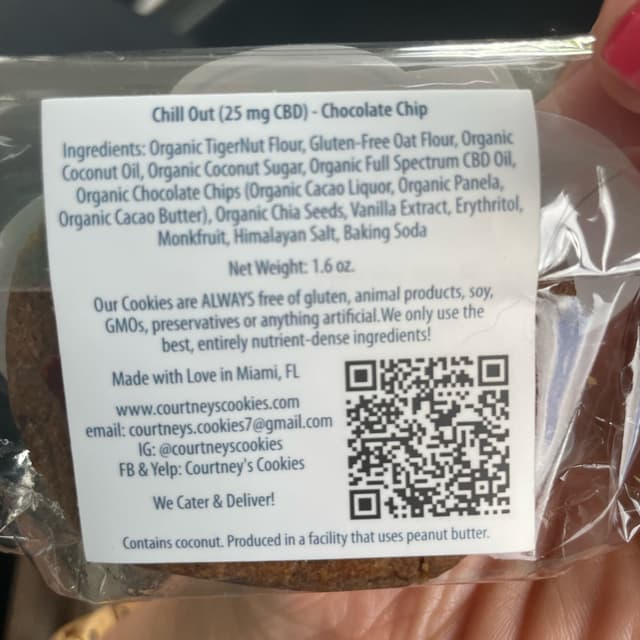 Chill Out (25 mg CBD) - Chocolate Chip
Ingredients: Organic TigerNut Flour, Gluten-Free Oat Flour, Organic
Coconut Oil, Organic Coconut Sugar, Organic Full Spectrum CBD Oil,
Organic Chocolate Chips (Organic Cacao Liquor, Organic Panela,
Organic Cacao Butter), Organic Chia Seeds, Vanilla Extract, Erythritol,
Monkfruit, Himalayan Salt, Baking Soda
Net Weight: 1.6 oz.
Our Cookies are ALWAYS free of gluten, animal products, soy,
GMOs, preservatives or anything artificial.We only use the
best, entirely nutrient-dense ingredients!
Made with Love in Miami, FL
www.courtneyscookies.com
email: courtneys.cookies7@gmail.com
IG: @courtneyscookies
FB & Yelp: Courtney's Cookies
We Cater & Deliver!
Contains coconut. Produced in a facility that uses peanut butter.